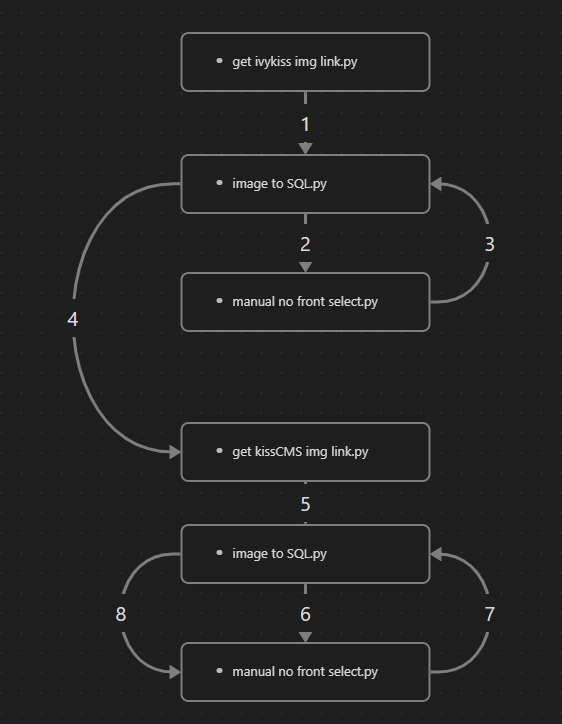 • get ivykiss img link.py
1
• image to SQL.py
2
3
• manual no front select.py
4
• get kissCMS img link.py
5
• image to SQL.py
8
6
7
• manual no front select.py